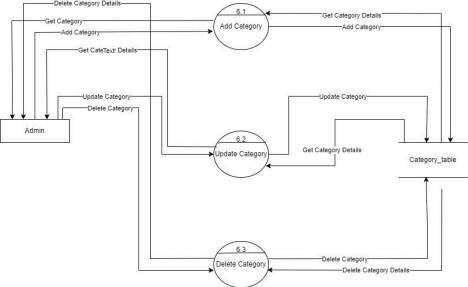 Delete Category Details
6.1
Get Category
Add Category
Get Category Details
Add Category
Add Category
Get CateText Details
Update Category
Delete Category
Update Category
Admin
6.2
Update Category
Get Category Details
Category_table
6.3
Delete Category
Delete Category
Delete Category Details